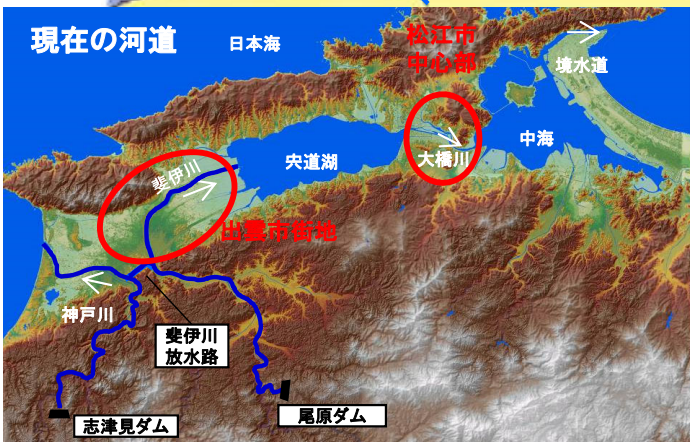 現在の河道
日本海
松江市
中心部
境水道
中海
大橋川
宍道湖
斐伊川
出雲市街地
神戸川
斐伊川
放水路
志津見ダム
尾原ダム